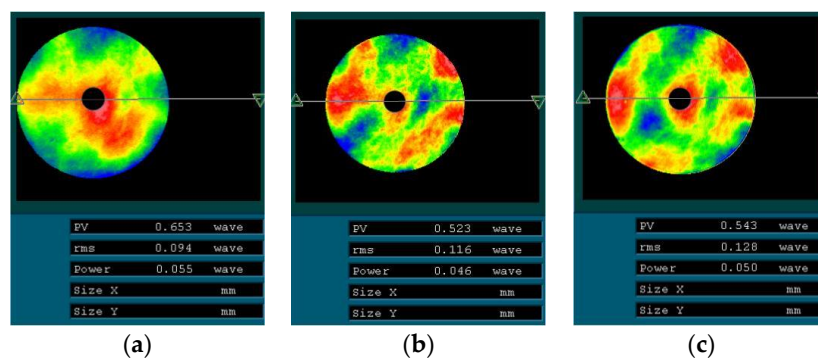 PV 0.653 wave
rms 0.094 wave
Power 0.055 wave
Size X mm
Size Y mm
(a)
PV 0.523 wave
rms 0.116 wave
Power 0.046 wave
Size X mm
Size Y mm
(b)
PV 0.543 wave
rms 0.128 wave
Power 0.050 wave
Size X mm
Size Y mm
(c)